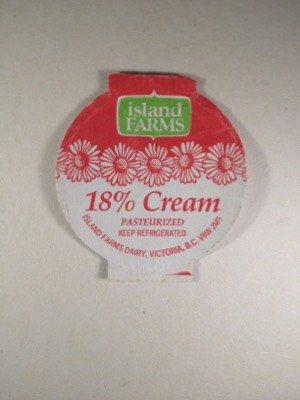 island
FARMS
18% Cream
PASTEURIZED
KEEP REFRIGERATED
ISLAND FARMS DAIRY, VICTORIA, B.C. V8W 2M1